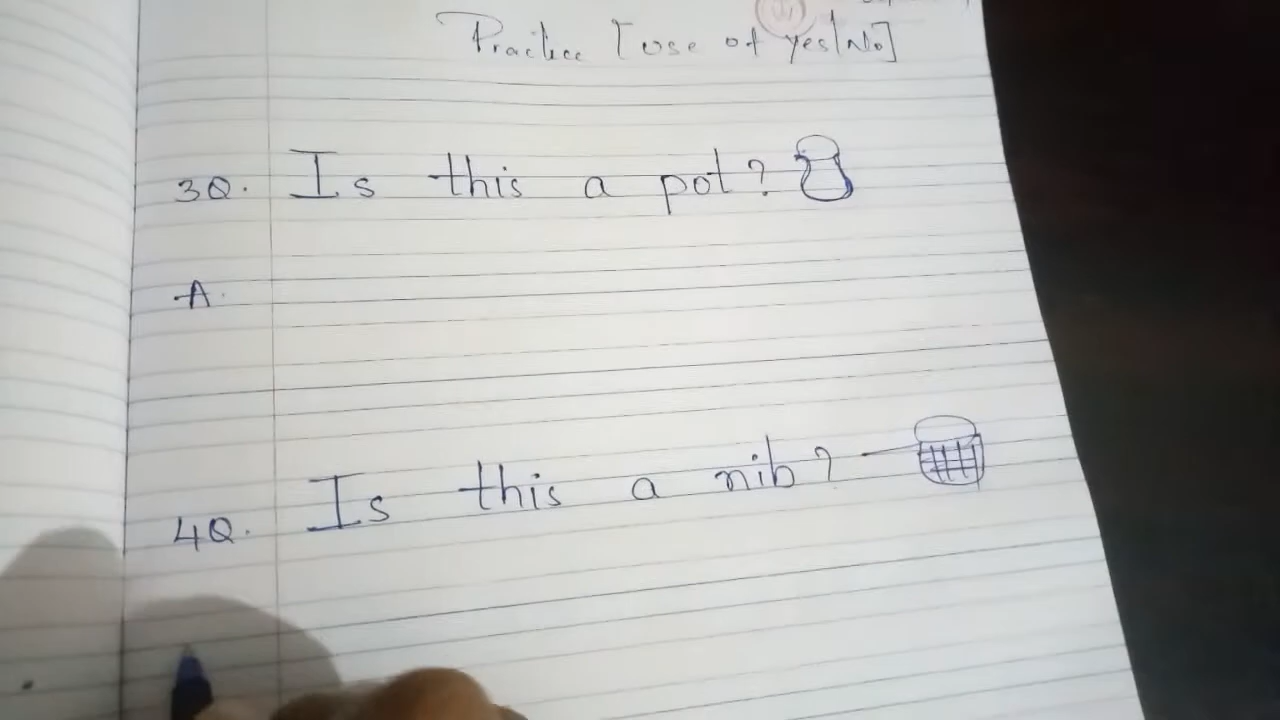 Practice [use of yes/No]
3Q. Is this a pot?
A.
4Q. Is this a nib?